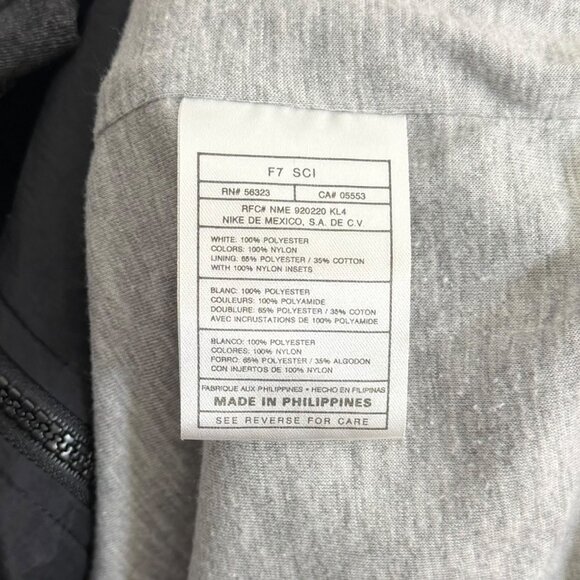 F7 SCI
RN# 56323 CA# 05553
RFC# NME 920220 KL4
NIKE DE MEXICO, S.A. DE C.V
WHITE: 100% POLYESTER
COLORS: 100% NYLON
LINING: 65% POLYESTER / 35% COTTON
WITH 100% NYLON INSETS
BLANC: 100% POLYESTER
COULEURS: 100% POLYAMIDE
DOUBLURE: 65% POLYESTER / 35% COTON
AVEC INCRUSTATIONS DE 100% POLYAMIDE
BLANCO: 100% POLYESTER
COLORES: 100% NYLON
FORRO: 65% POLYESTER / 35% ALGODON
CON INJERTOS DE 100% NYLON
FABRIQUE AUX PHILIPPINES • HECHO EN FILIPINAS
MADE IN PHILIPPINES
SEE REVERSE FOR CARE